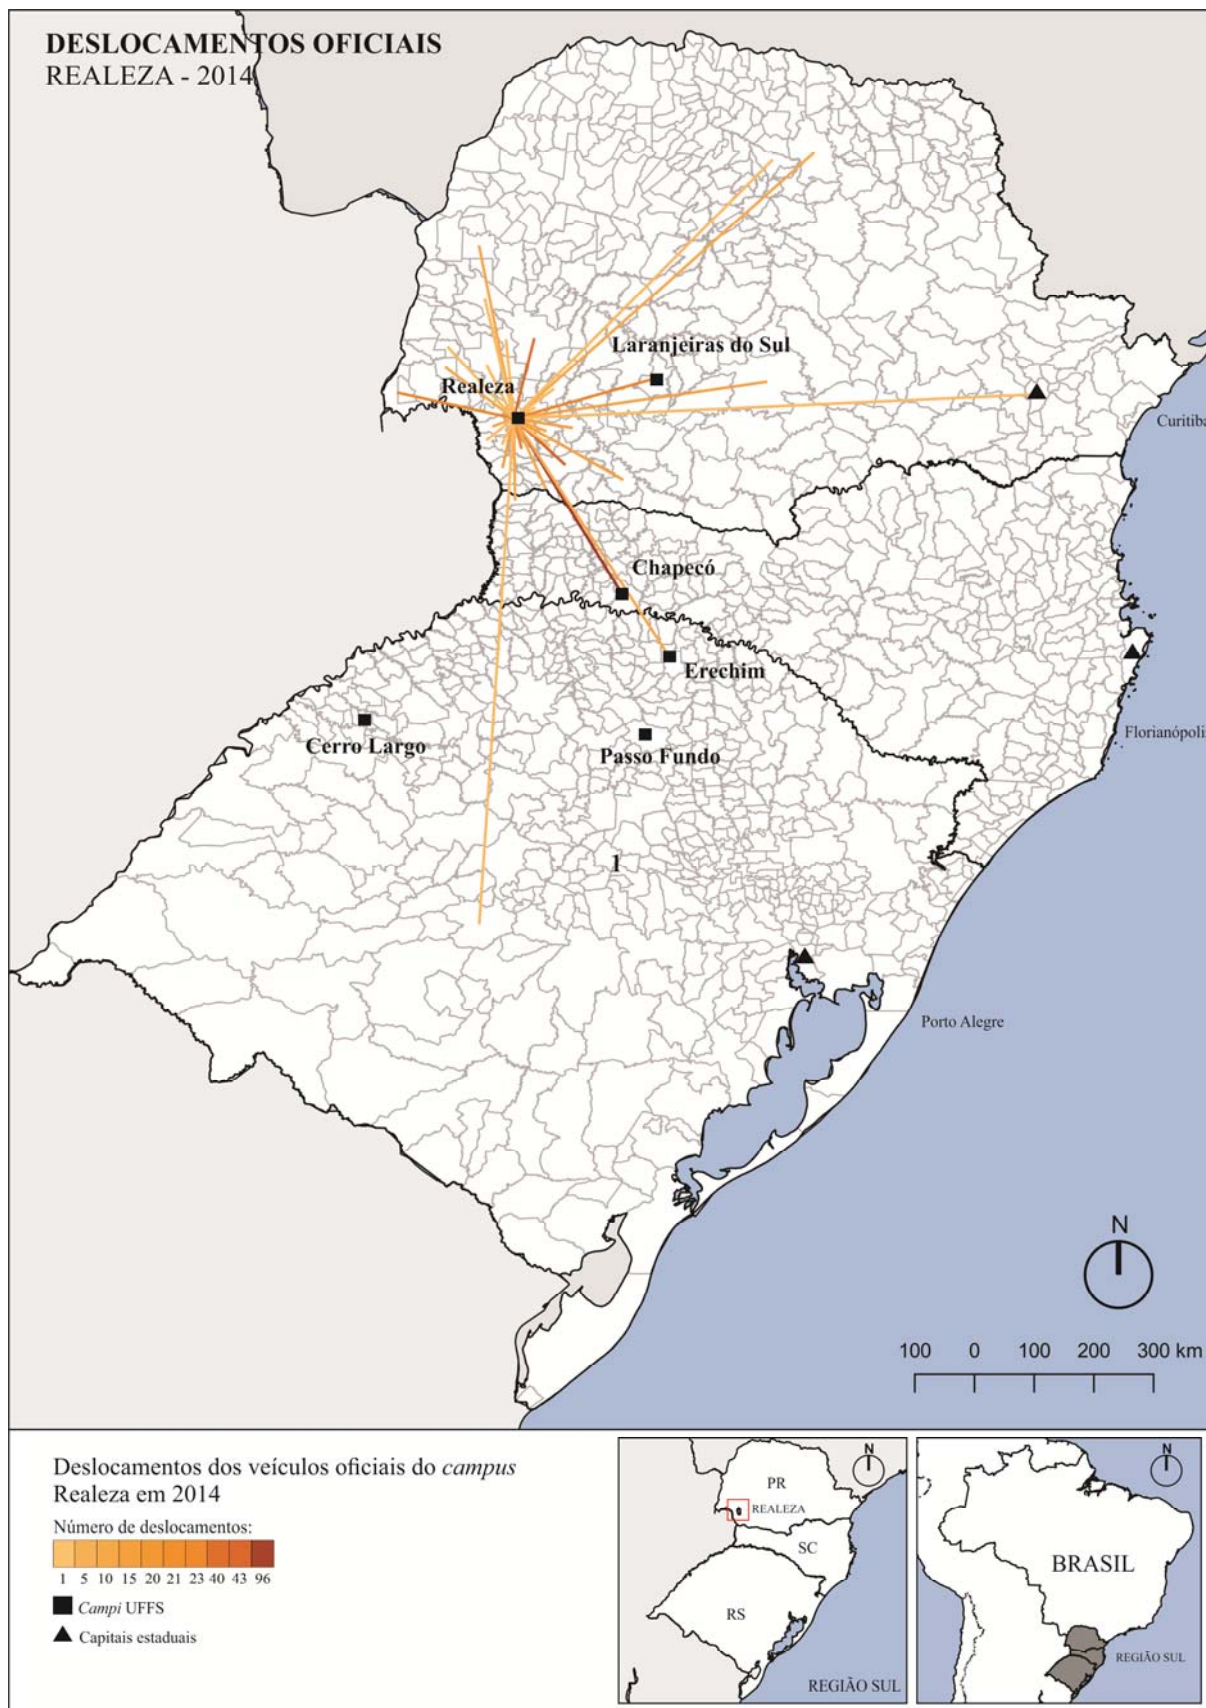 DESLOCAMENTOS OFICIAIS
REALEZA - 2014
Laranjeiras do Sul
Realeza
Curitiba
Chapecó
Erechim
Florianópolis
Cerro Largo
Passo Fundo
1
Porto Alegre
N
100 0 100 200 300 km
Deslocamentos dos veículos oficiais do campus
Realeza em 2014
Número de deslocamentos:
1 5 10 15 20 21 23 40 43 96
Campi UFFS
Capitais estaduais
N
PR
REALEZA
SC
RS
REGIÃO SUL
N
BRASIL
REGIÃO SUL